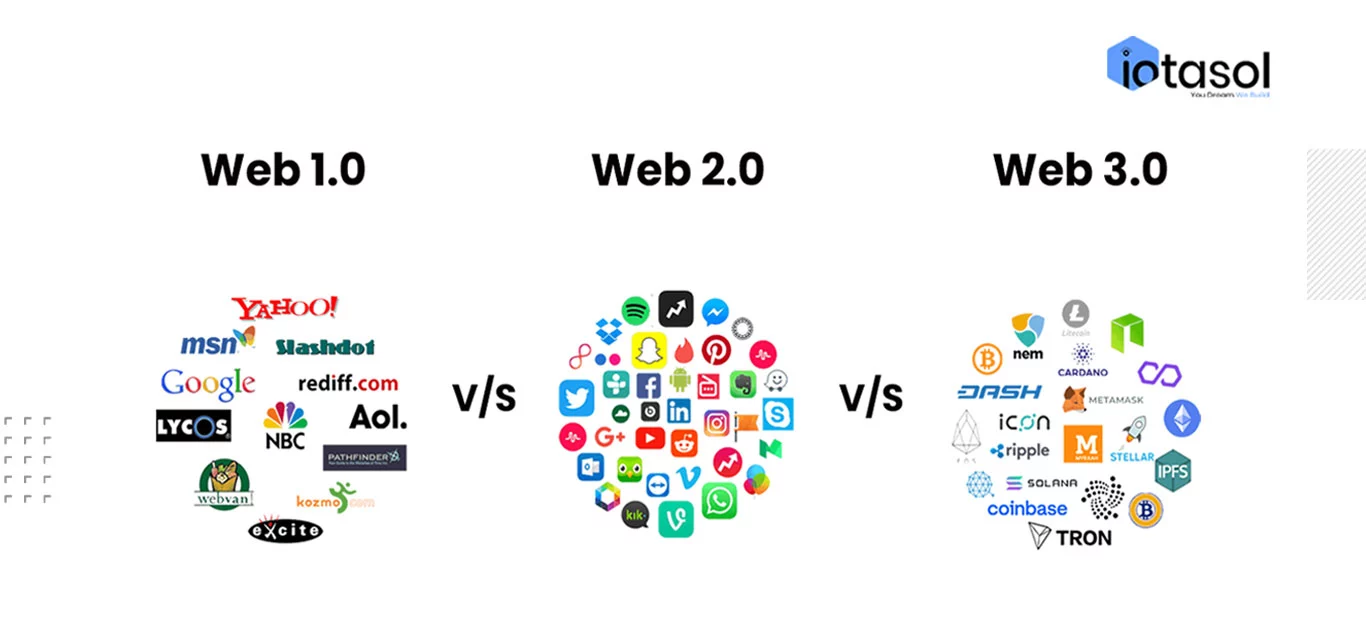 iotasol
You Dream We Build
Web 1.0
Web 2.0
Web 3.0
YAHOO!
msn
Slashdot
Google
rediff.com
LYCOS
NBC
Aol.
PATHFINDER
webvan
kozmo.com
excite
v/s
kik
v/s
Litecoin
nem
CARDANO
DASH
METAMASK
ICON
ripple
STELLAR
IPFS
SOLANA
coinbase
TRON